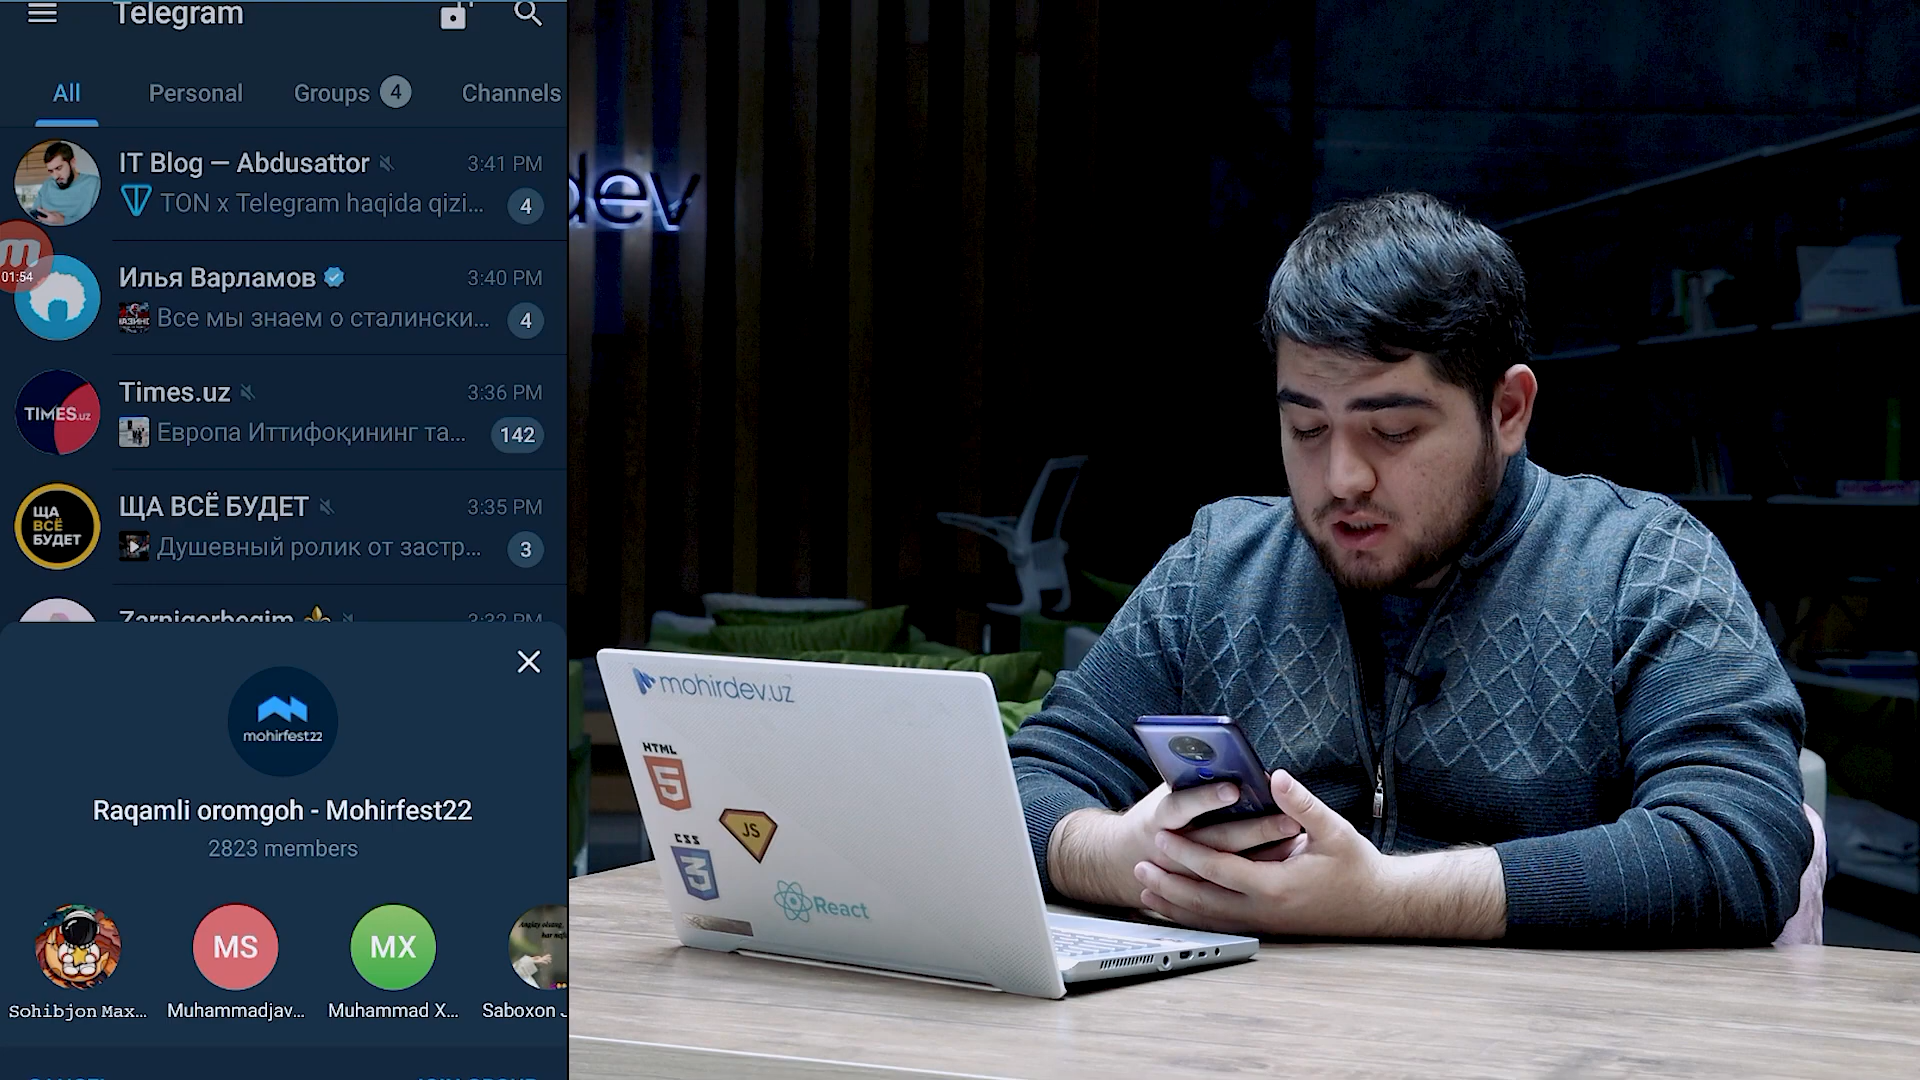 Telegram
All
Personal
Groups 4
Channels
IT Blog — Abdusattor
3:41 PM
TON x Telegram haqida qizi...
4
01:54
Илья Варламов
3:40 PM
Все мы знаем о сталински...
4
TIMES.UZ
Times.uz
3:36 PM
Европа Иттифоқининг та...
142
ЩА
ВСЁ
БУДЕТ
ЩА ВСЁ БУДЕТ
3:35 PM
Душевный ролик от застр...
3
Zarnigorbegim
3:32 PM
mohirfest22
Raqamli oromgoh - Mohirfest22
2823 members
MS
MX
Sohibjon Max...
Muhammadjav...
Muhammad X...
Saboxon
dev
mohirdev.uz
HTML
5
JS
CSS
3
React